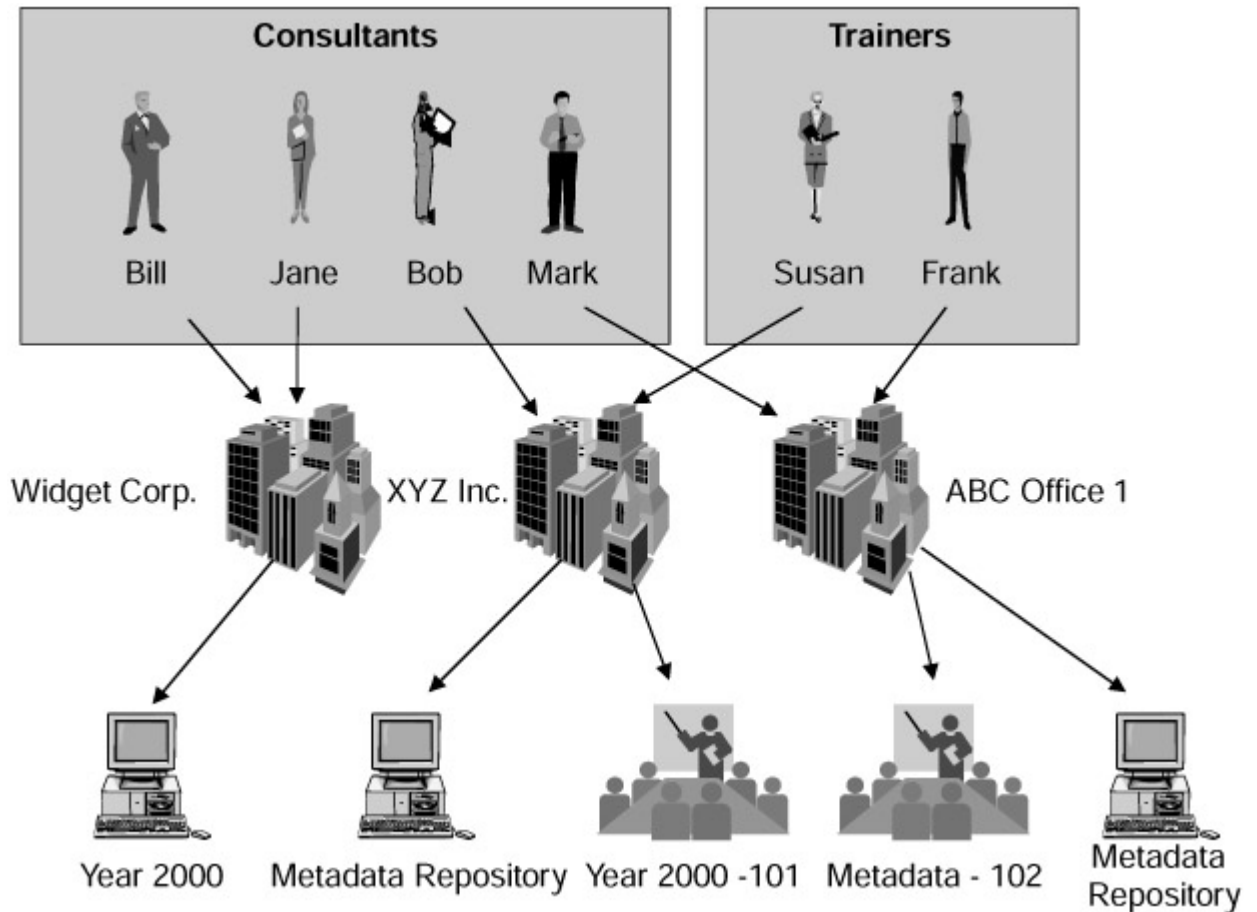 Consultants
Trainers
Bill
Jane
Bob
Mark
Susan
Frank
Widget Corp.
XYZ Inc.
ABC Office 1
Year 2000
Metadata Repository
Year 2000 -101
Metadata - 102
Metadata
Repository